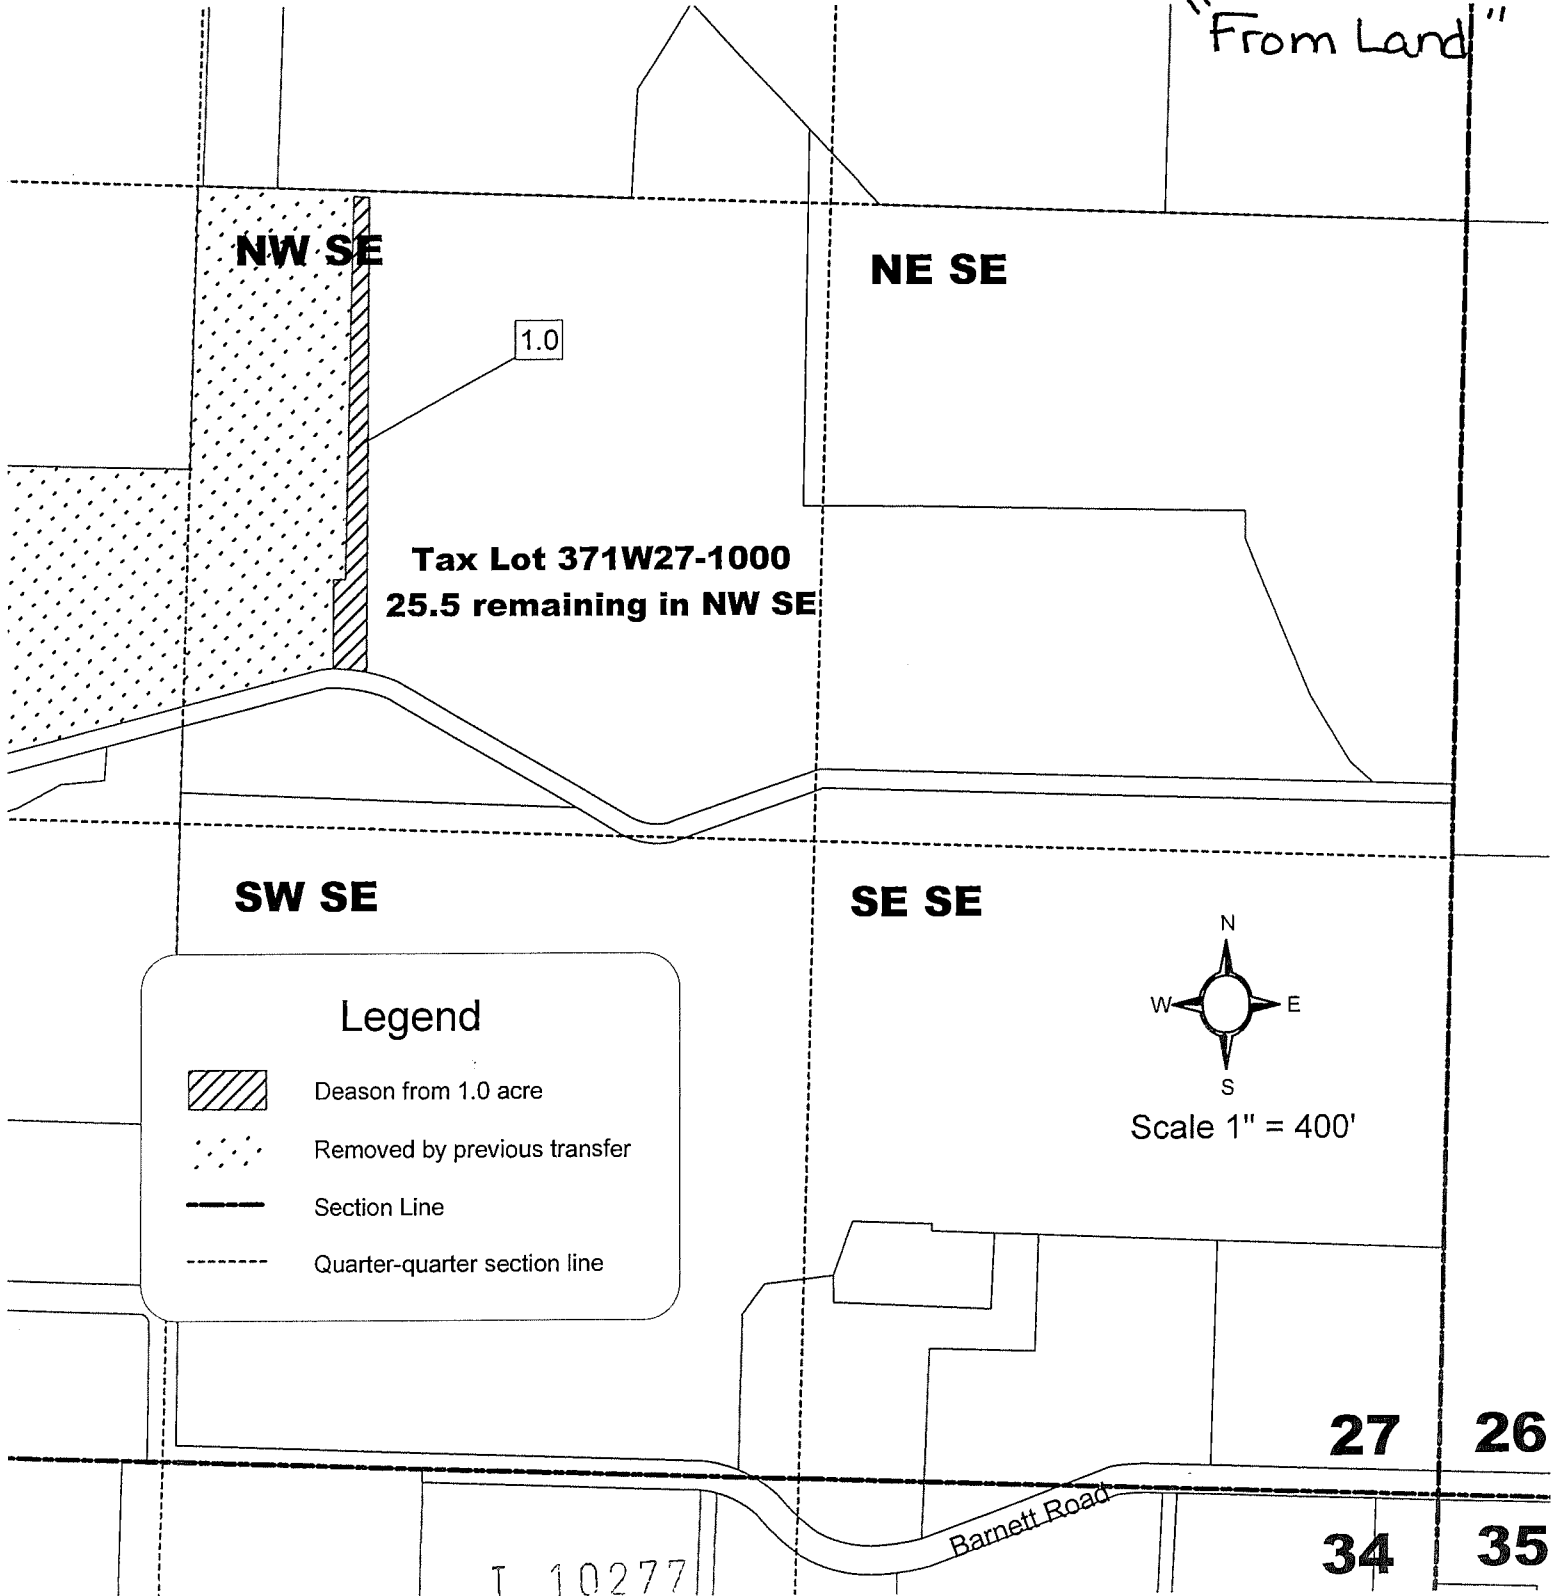 "From Land"
NW SE
NE SE
1.0
Tax Lot 371W27-1000
25.5 remaining in NW SE
SW SE
SE SE
N
W E
S
Scale 1" = 400'
Legend
Deason from 1.0 acre
Removed by previous transfer
Section Line
Quarter-quarter section line
27 26
Barnett Road
34 35
T 10277